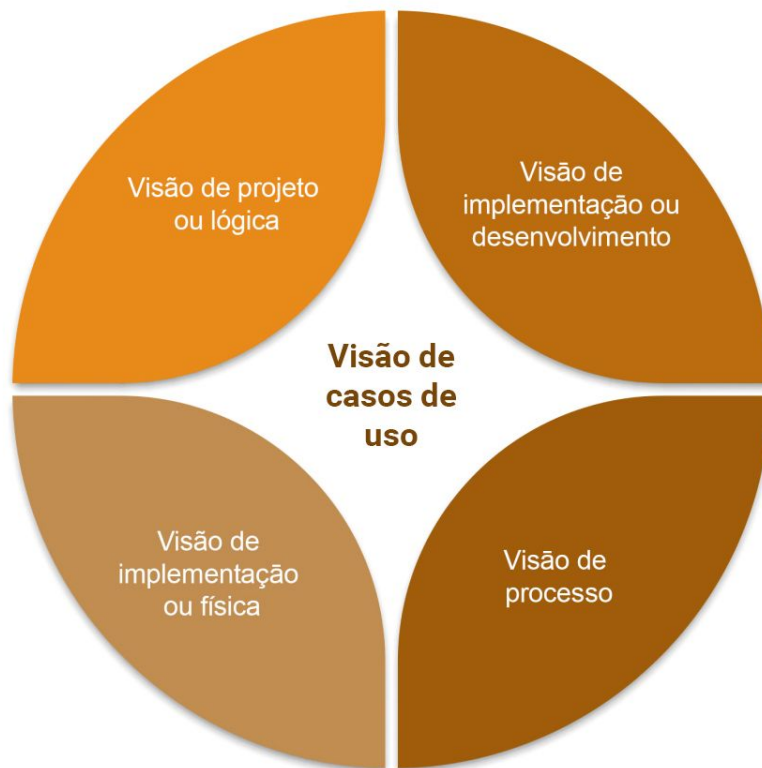 Visão de projeto
ou lógica
Visão de
implementação ou
desenvolvimento
Visão de
casos de
uso
Visão de
implementação
ou física
Visão de
processo